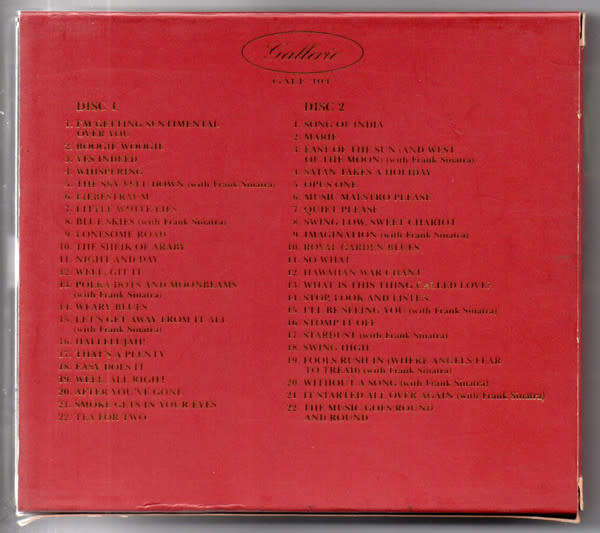 Gallerie
GALE 404
DISC 1
1. I'M GETTING SENTIMENTAL
OVER YOU
2. BOOGIE WOOGIE
3. YES INDEED
4. WHISPERING
5. THE SKY FELL DOWN (with Frank Sinatra)
6. LIEBESTRAUM
7. LITTLE WHITE LIES
8. BLUE SKIES (with Frank Sinatra)
9. LONESOME ROAD
10. THE SHEIK OF ARABY
11. NIGHT AND DAY
12. WELL, GIT IT
13. POLKA DOTS AND MOONBEAMS
(with Frank Sinatra)
14. WEARY BLUES
15. LET'S GET AWAY FROM IT ALL
(with Frank Sinatra)
16. HALLELUJAH!
17. THAT'S A PLENTY
18. EASY DOES IT
19. WELL, ALL RIGHT!
20. AFTER YOU'VE GONE
21. SMOKE GETS IN YOUR EYES
22. TEA FOR TWO
DISC 2
1. SONG OF INDIA
2. MARIE
3. EAST OF THE SUN (AND WEST
OF THE MOON) (with Frank Sinatra)
4. SATAN TAKES A HOLIDAY
5. OPUS ONE
6. MUSIC MAESTRO PLEASE
7. QUIET PLEASE
8. SWING LOW, SWEET CHARIOT
9. IMAGINATION (with Frank Sinatra)
10. ROYAL GARDEN BLUES
11. SO WHAT
12. HAWAIIAN WAR CHANT
13. WHAT IS THIS THING CALLED LOVE?
14. STOP, LOOK AND LISTEN
15. I'LL BE SEEING YOU (with Frank Sinatra)
16. STOMP IT OFF
17. STARDUST (with Frank Sinatra)
18. SWING HIGH
19. FOOLS RUSH IN (WHERE ANGELS FEAR
TO TREAD) (with Frank Sinatra)
20. WITHOUT A SONG (with Frank Sinatra)
21. IT STARTED ALL OVER AGAIN (with Frank Sinatra)
22. THE MUSIC GOES ROUND
AND ROUND